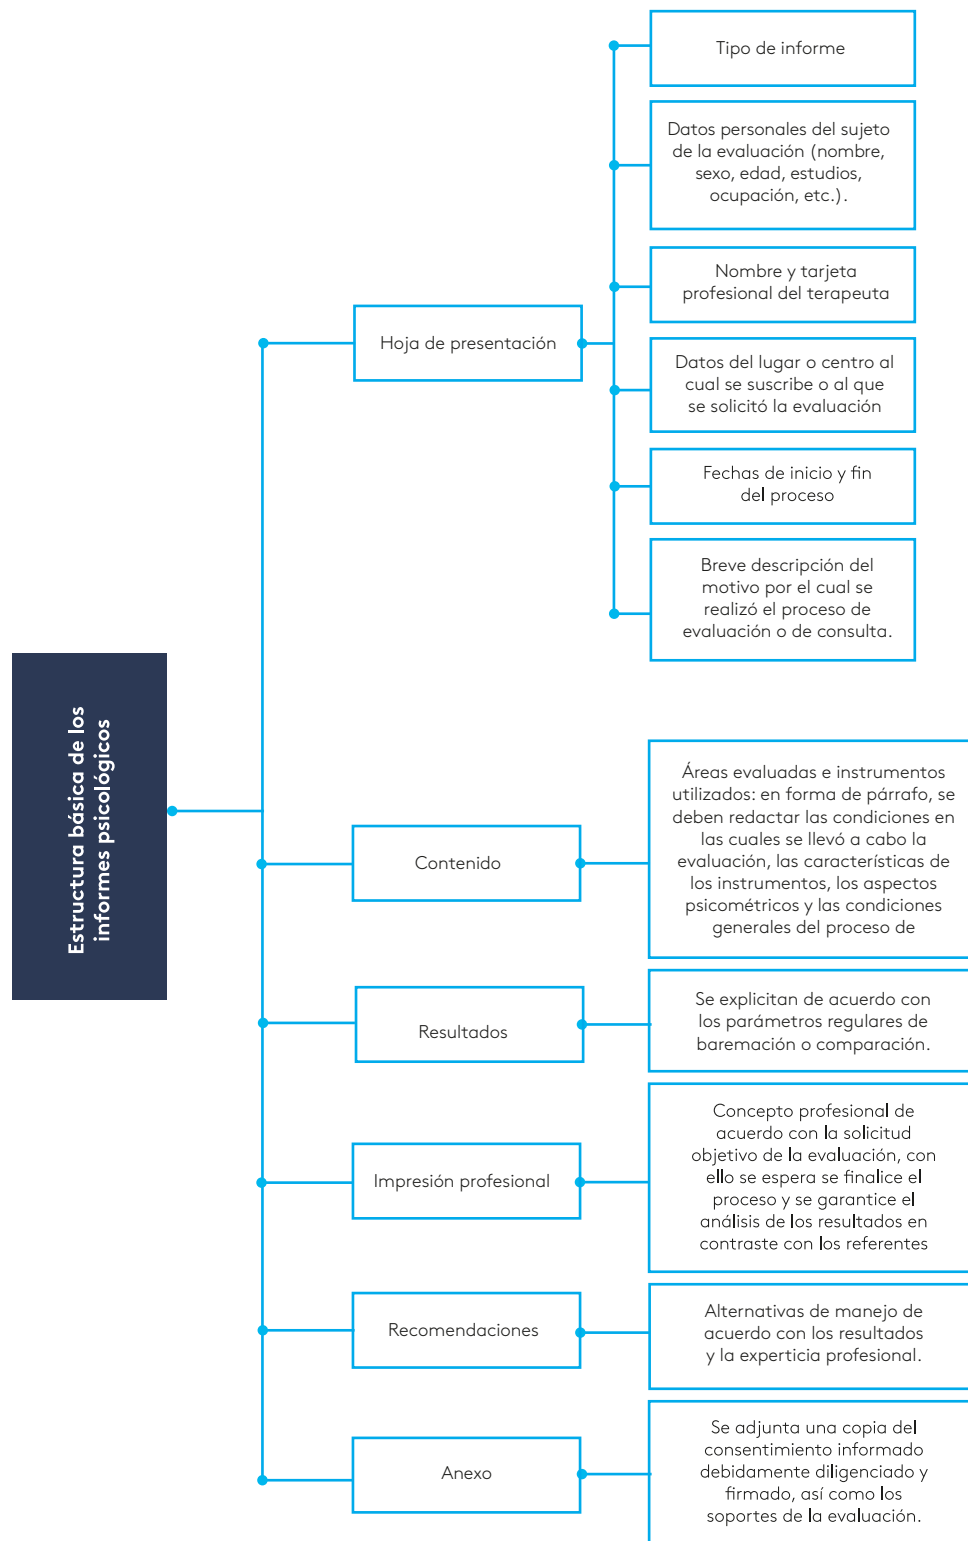 Estructura básica de los
informes psicológicos
Hoja de presentación
Tipo de informe
Datos personales del sujeto
de la evaluación (nombre,
sexo, edad, estudios,
ocupación, etc.).
Nombre y tarjeta
profesional del terapeuta
Datos del lugar o centro al
cual se suscribe o al que
se solicitó la evaluación
Fechas de inicio y fin
del proceso
Breve descripción del
motivo por el cual se
realizó el proceso de
evaluación o de consulta.
Contenido
Áreas evaluadas e instrumentos
utilizados: en forma de párrafo, se
deben redactar las condiciones en
las cuales se llevó a cabo la
evaluación, las características de
los instrumentos, los aspectos
psicométricos y las condiciones
generales del proceso de
Resultados
Se explicitan de acuerdo con
los parámetros regulares de
baremación o comparación.
Impresión profesional
Concepto profesional de
acuerdo con la solicitud
objetivo de la evaluación, con
ello se espera se finalice el
proceso y se garantice el
análisis de los resultados en
contraste con los referentes
Recomendaciones
Alternativas de manejo de
acuerdo con los resultados
y la experticia profesional.
Anexo
Se adjunta una copia del
consentimiento informado
debidamente diligenciado y
firmado, así como los
soportes de la evaluación.